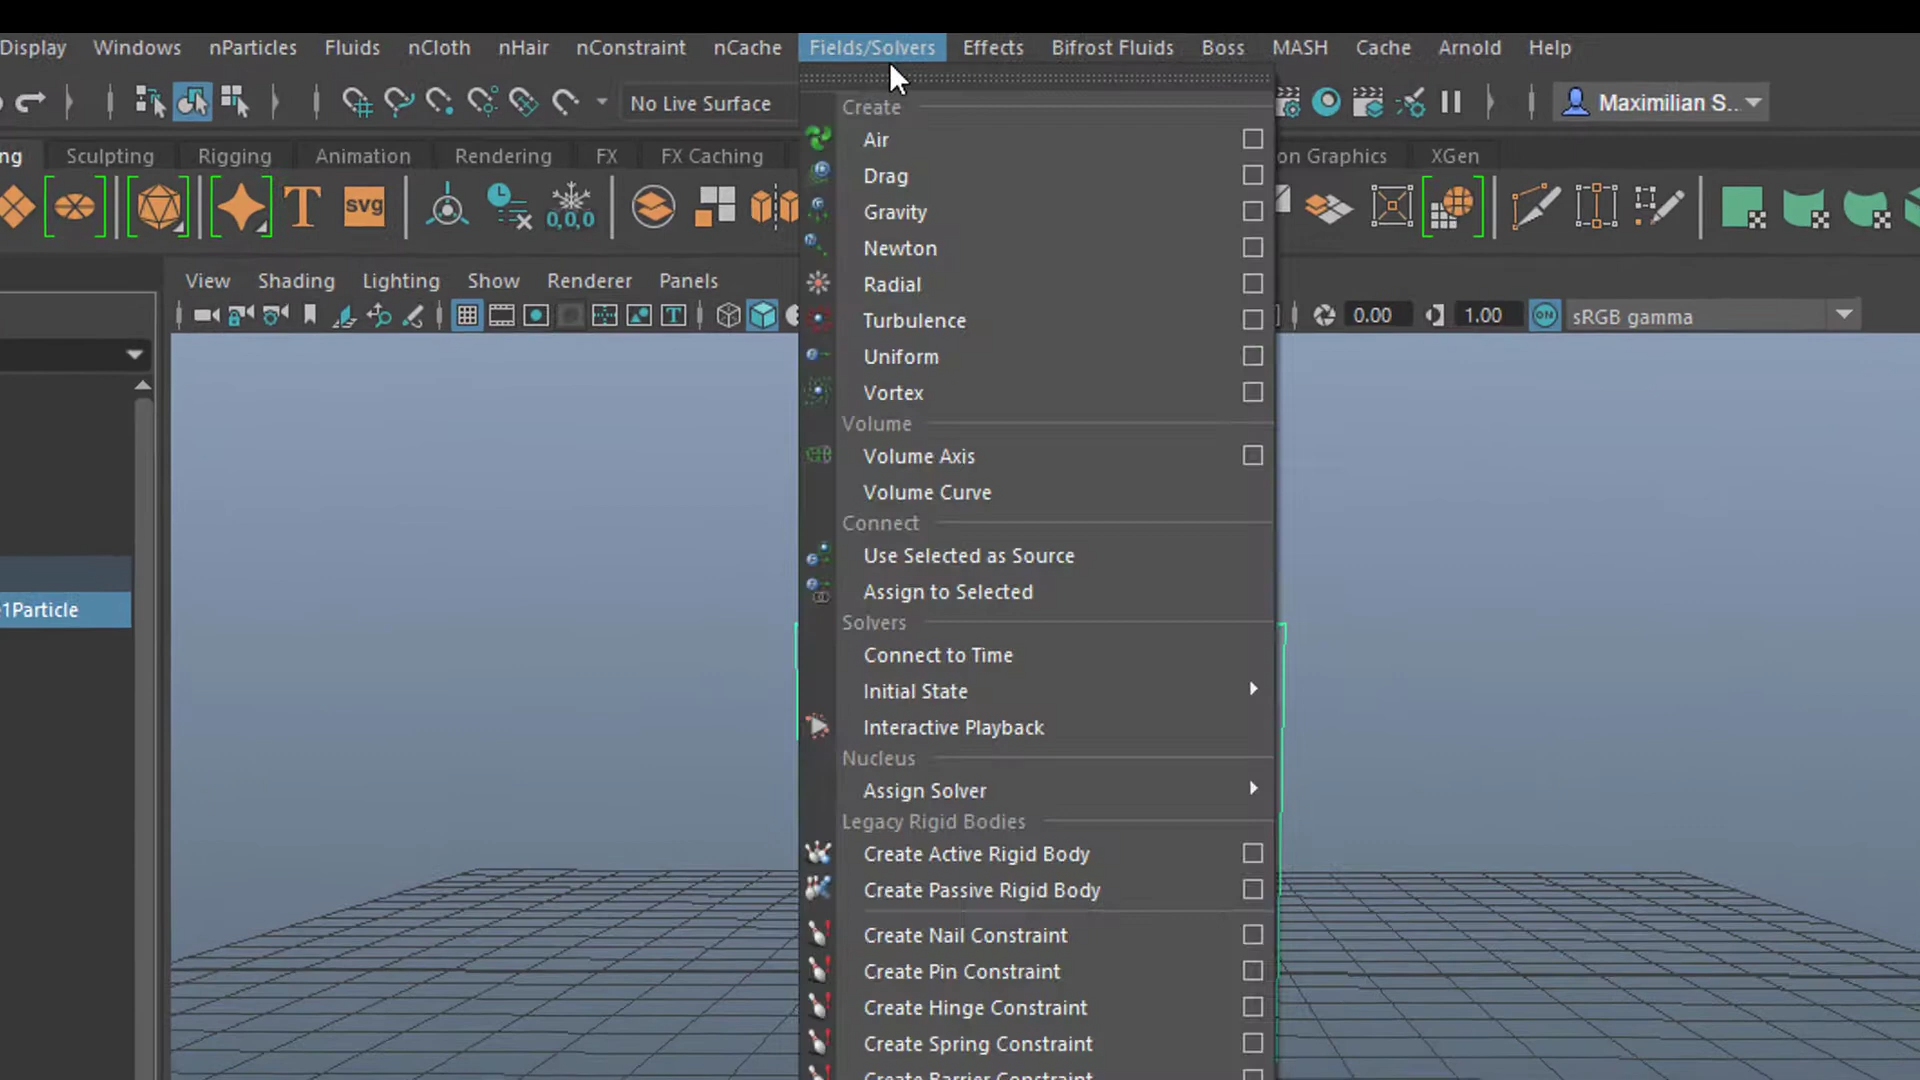 Display Windows nParticles Fluids nCloth nHair nConstraint nCache Fields/Solvers Effects Bifrost Fluids Boss MASH Cache Arnold Help
No Live Surface
Maximilian S...
ng Sculpting Rigging Animation Rendering FX FX Caching on Graphics XGen
T svg
0,0,0
View Shading Lighting Show Renderer Panels
0.00 1.00 ON sRGB gamma
1Particle
Create
Air
Drag
Gravity
Newton
Radial
Turbulence
Uniform
Vortex
Volume
Volume Axis
Volume Curve
Connect
Use Selected as Source
Assign to Selected
Solvers
Connect to Time
Initial State
Interactive Playback
Nucleus
Assign Solver
Legacy Rigid Bodies
Create Active Rigid Body
Create Passive Rigid Body
Create Nail Constraint
Create Pin Constraint
Create Hinge Constraint
Create Spring Constraint
Create Barrier Constraint